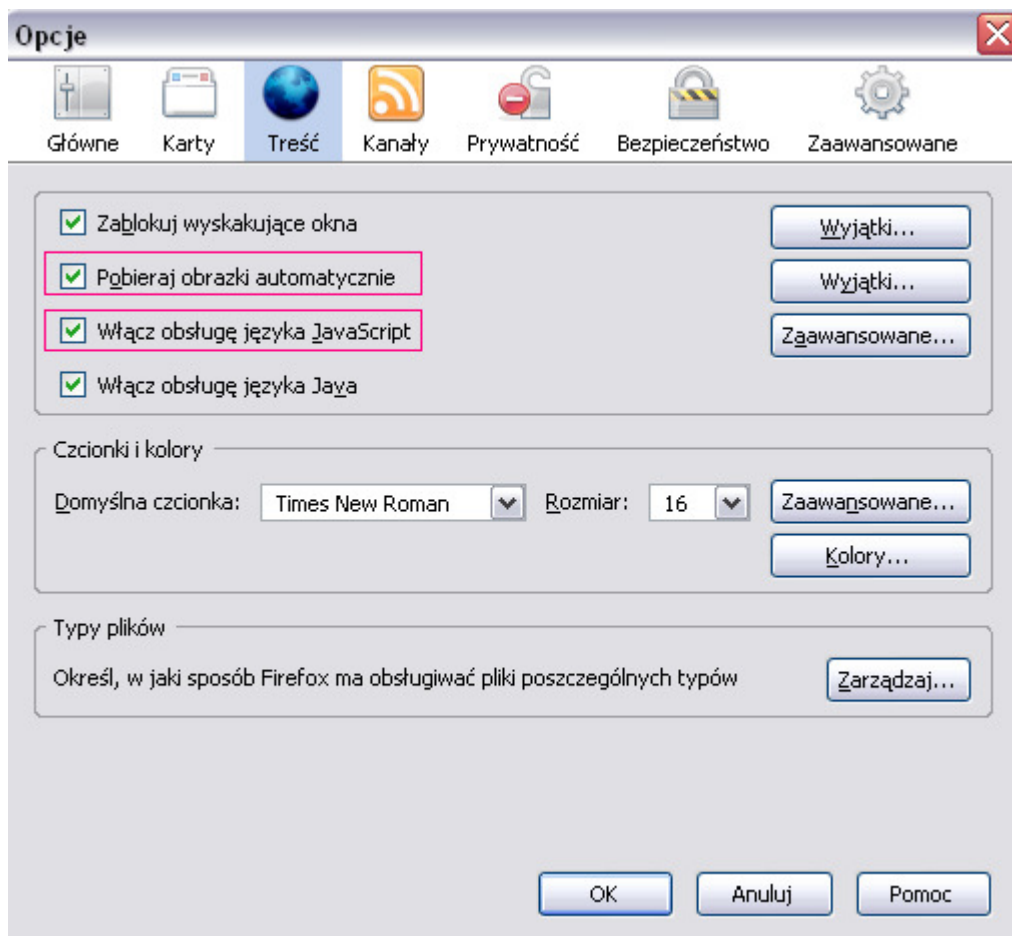 Opcje
Główne Karty Treść Kanały Prywatność Bezpieczeństwo Zaawansowane
Zablokuj wyskakujące okna Wyjątki...
Pobieraj obrazki automatycznie Wyjątki...
Włącz obsługę języka JavaScript Zaawansowane...
Włącz obsługę języka Java
Czcionki i kolory
Domyślna czcionka: Times New Roman Rozmiar: 16 Zaawansowane...
Kolory...
Typy plików
Określ, w jaki sposób Firefox ma obsługiwać pliki poszczególnych typów Zarządzaj...
OK Anuluj Pomoc